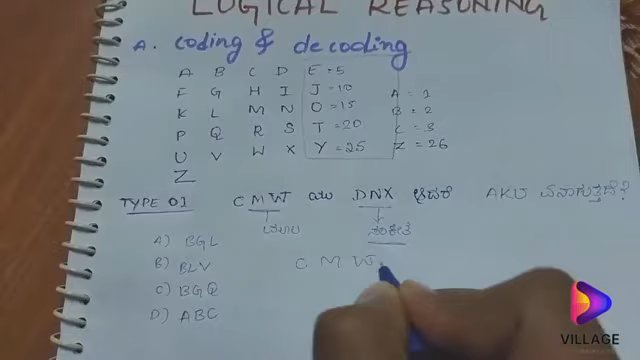 LOGICAL REASONING
A. coding & decoding
A B C D E = 5
F G H I J = 10
K L M N O = 15
P Q R S T = 20
U V W X Y = 25
Z
A = 1
B = 2
C = 3
Z = 26
TYPE 01 CMW ಯು DNX ಆದರೆ AKU ಏನಾಗುತ್ತದೆ?
ಸಂಕೇತ
A) BGL
B) BLV
C) BGQ
D) ABC
C M W
VILLAGE